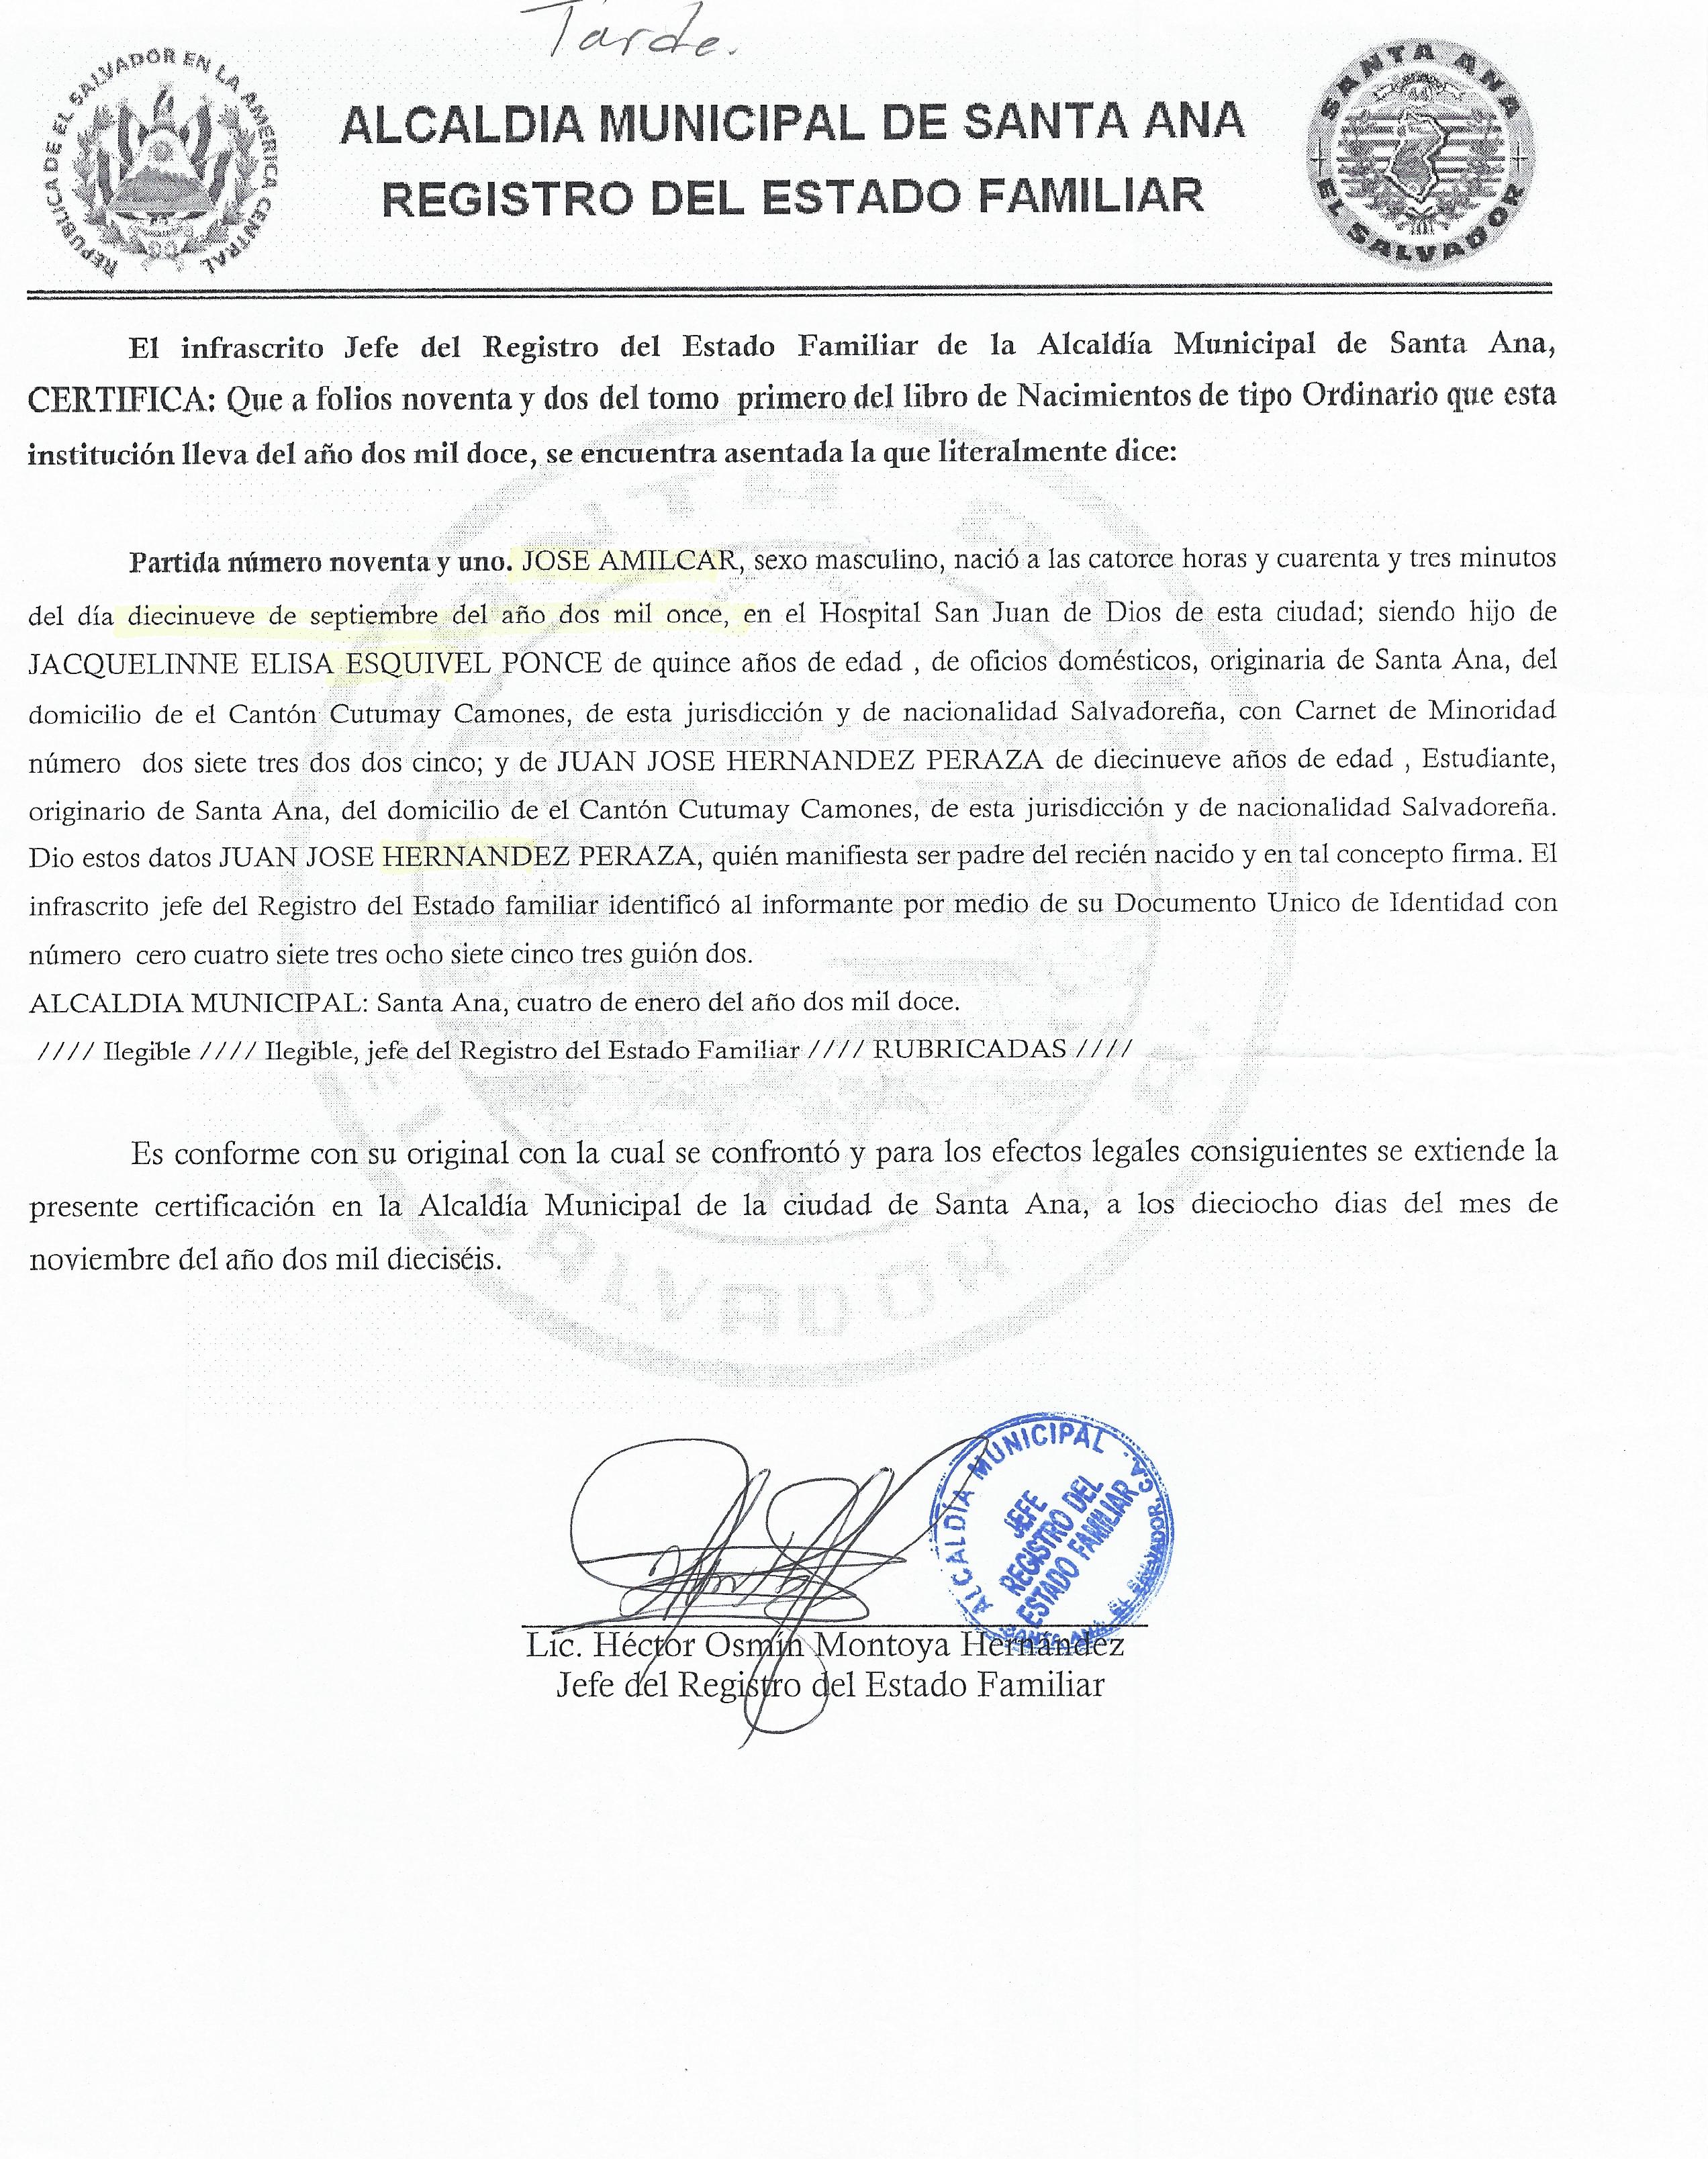 Tarde.
REPUBLICA DE EL SALVADOR EN LA AMERICA CENTRAL
ALCALDIA MUNICIPAL DE SANTA ANA
REGISTRO DEL ESTADO FAMILIAR
SANTA ANA
EL SALVADOR
El infrascrito Jefe del Registro del Estado Familiar de la Alcaldía Municipal de Santa Ana,
CERTIFICA: Que a folios noventa y dos del tomo primero del libro de Nacimientos de tipo Ordinario que esta
institución lleva del año dos mil doce, se encuentra asentada la que literalmente dice:
Partida número noventa y uno. JOSE AMILCAR, sexo masculino, nació a las catorce horas y cuarenta y tres minutos
del día diecinueve de septiembre del año dos mil once, en el Hospital San Juan de Dios de esta ciudad; siendo hijo de
JACQUELINNE ELISA ESQUIVEL PONCE de quince años de edad , de oficios domésticos, originaria de Santa Ana, del
domicilio de el Cantón Cutumay Camones, de esta jurisdicción y de nacionalidad Salvadoreña, con Carnet de Minoridad
número dos siete tres dos dos cinco; y de JUAN JOSE HERNANDEZ PERAZA de diecinueve años de edad , Estudiante,
originario de Santa Ana, del domicilio de el Cantón Cutumay Camones, de esta jurisdicción y de nacionalidad Salvadoreña.
Dio estos datos JUAN JOSE HERNANDEZ PERAZA, quién manifiesta ser padre del recién nacido y en tal concepto firma. El
infrascrito jefe del Registro del Estado familiar identificó al informante por medio de su Documento Unico de Identidad con
número cero cuatro siete tres ocho siete cinco tres guión dos.
ALCALDIA MUNICIPAL: Santa Ana, cuatro de enero del año dos mil doce.
//// Ilegible //// Ilegible, jefe del Registro del Estado Familiar //// RUBRICADAS ////
Es conforme con su original con la cual se confrontó y para los efectos legales consiguientes se extiende la
presente certificación en la Alcaldía Municipal de la ciudad de Santa Ana, a los dieciocho dias del mes de
noviembre del año dos mil dieciséis.
ALCALDÍA MUNICIPAL
JEFE
REGISTRO DEL
ESTADO FAMILIAR
SANTA ANA, EL SALVADOR, C.A.
Lic. Héctor Osmín Montoya Hernández
Jefe del Registro del Estado Familiar